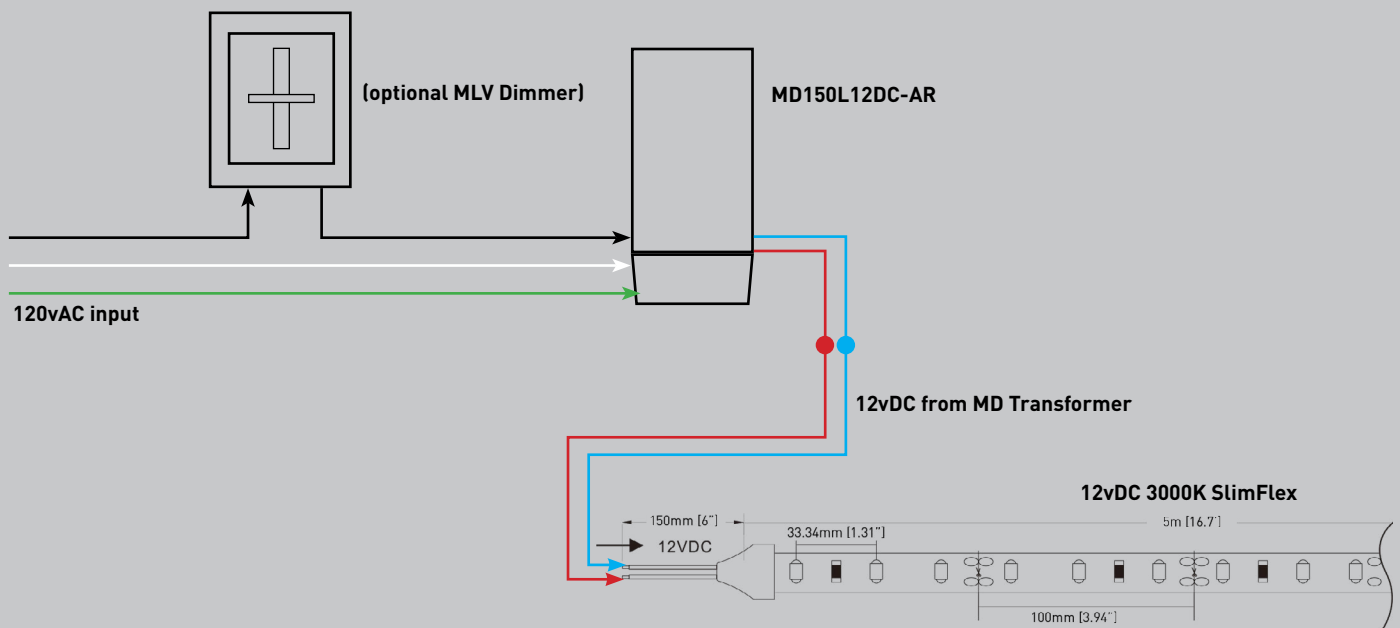 (optional MLV Dimmer)
MD150L12DC-AR
120vAC input
12vDC from MD Transformer
12vDC 3000K SlimFlex
150mm [6"]
5m [16.7']
33.34mm [1.31"]
12VDC
100mm [3.94"]